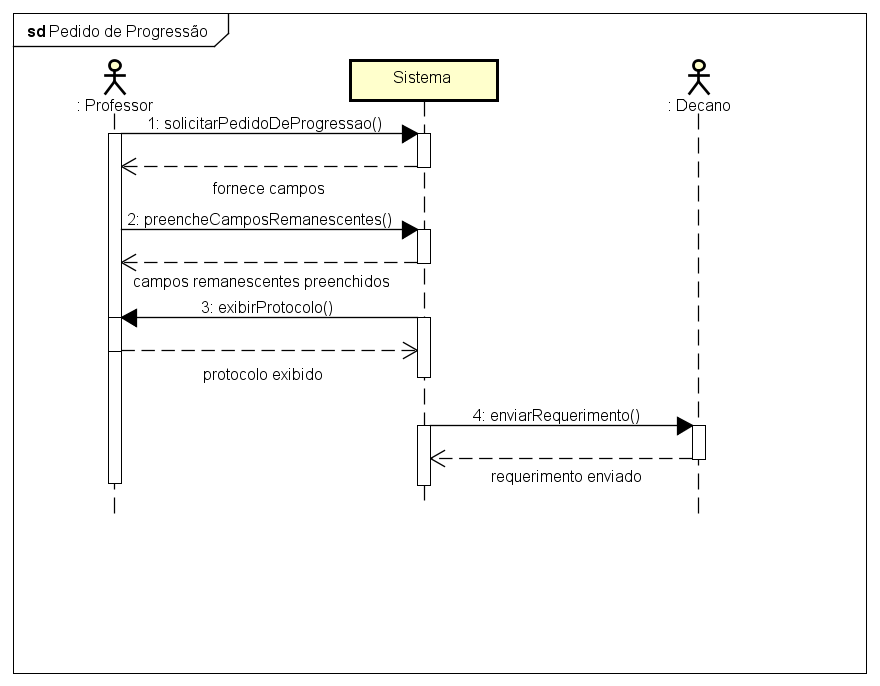 sd Pedido de Progressão
: Professor
Sistema
: Decano
1: solicitarPedidoDeProgressao()
fornece campos
2: preencheCamposRemanescentes()
campos remanescentes preenchidos
3: exibirProtocolo()
protocolo exibido
4: enviarRequerimento()
requerimento enviado